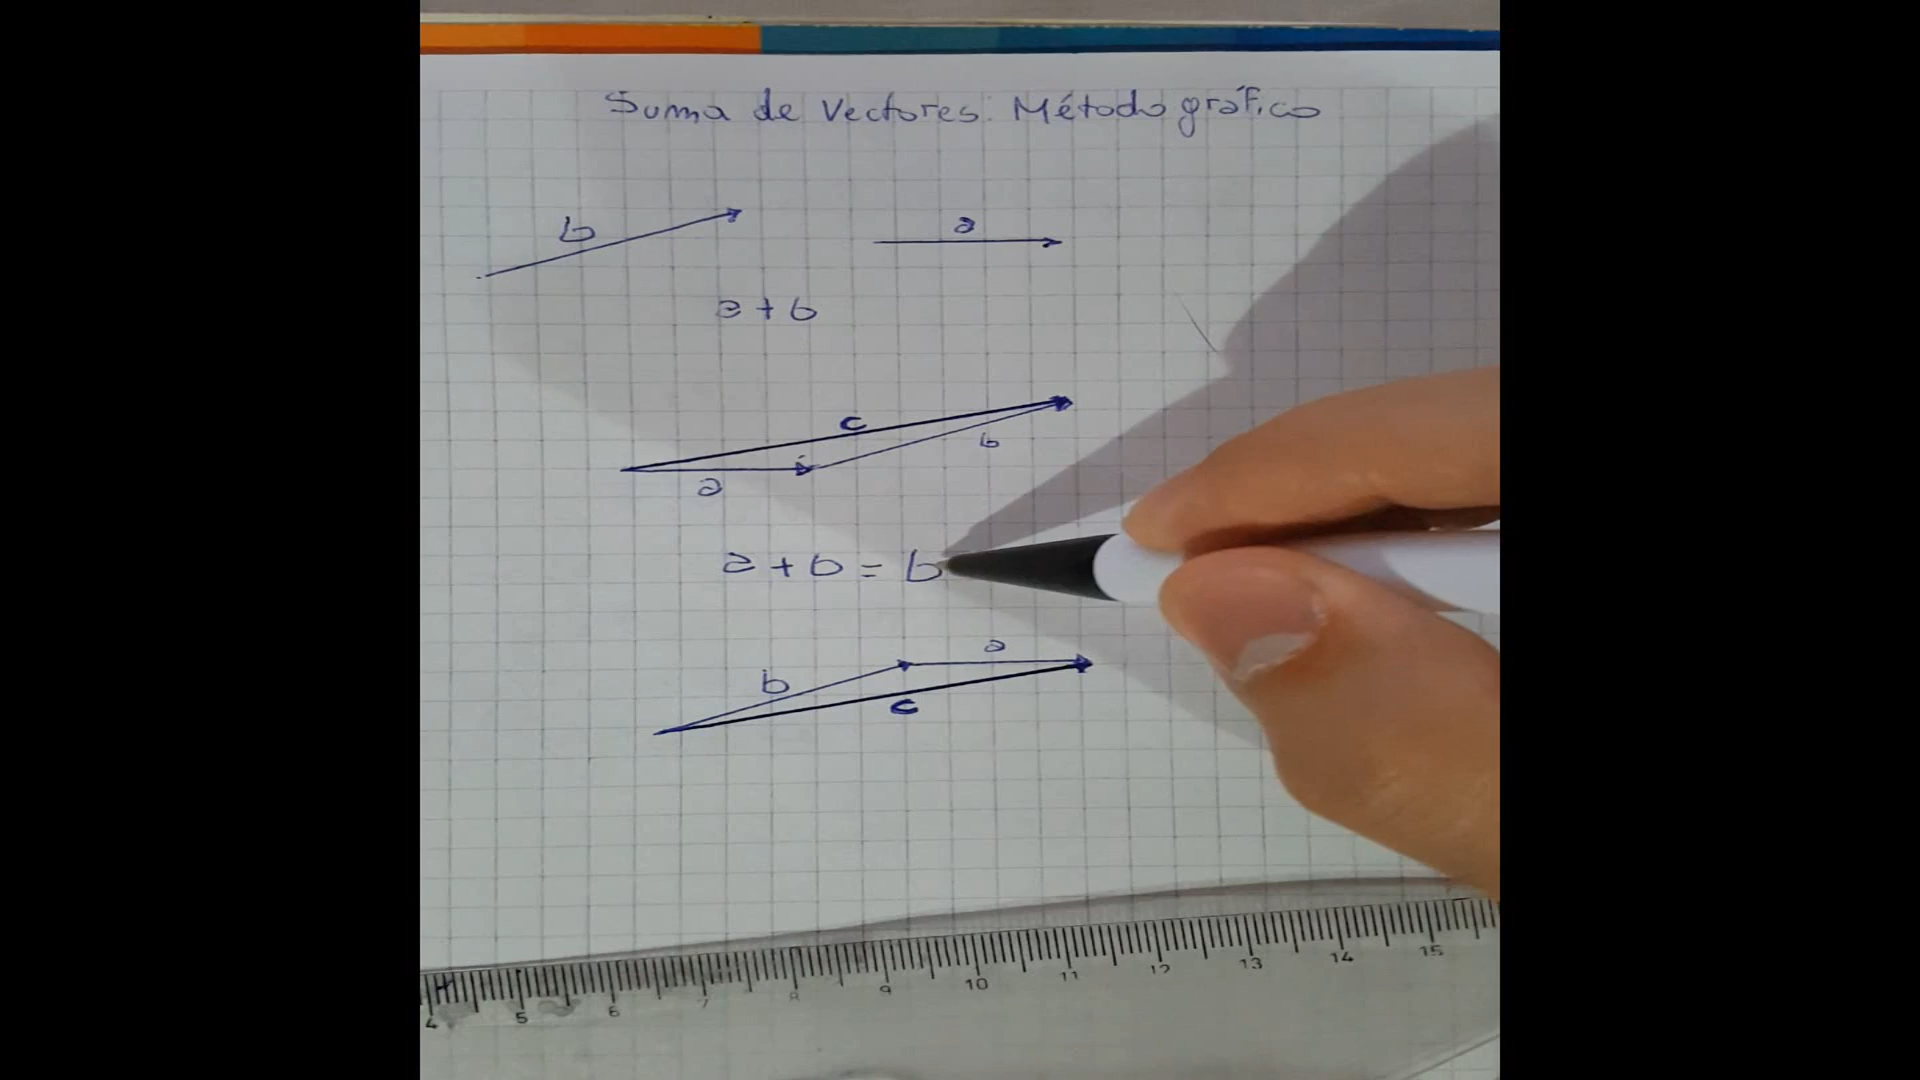 Suma de Vectores: Método gráfico
b
a
a + b
c
b
a
a + b = b
a
b
c
4 5 6 7 8 9 10 11 12 13 14 15